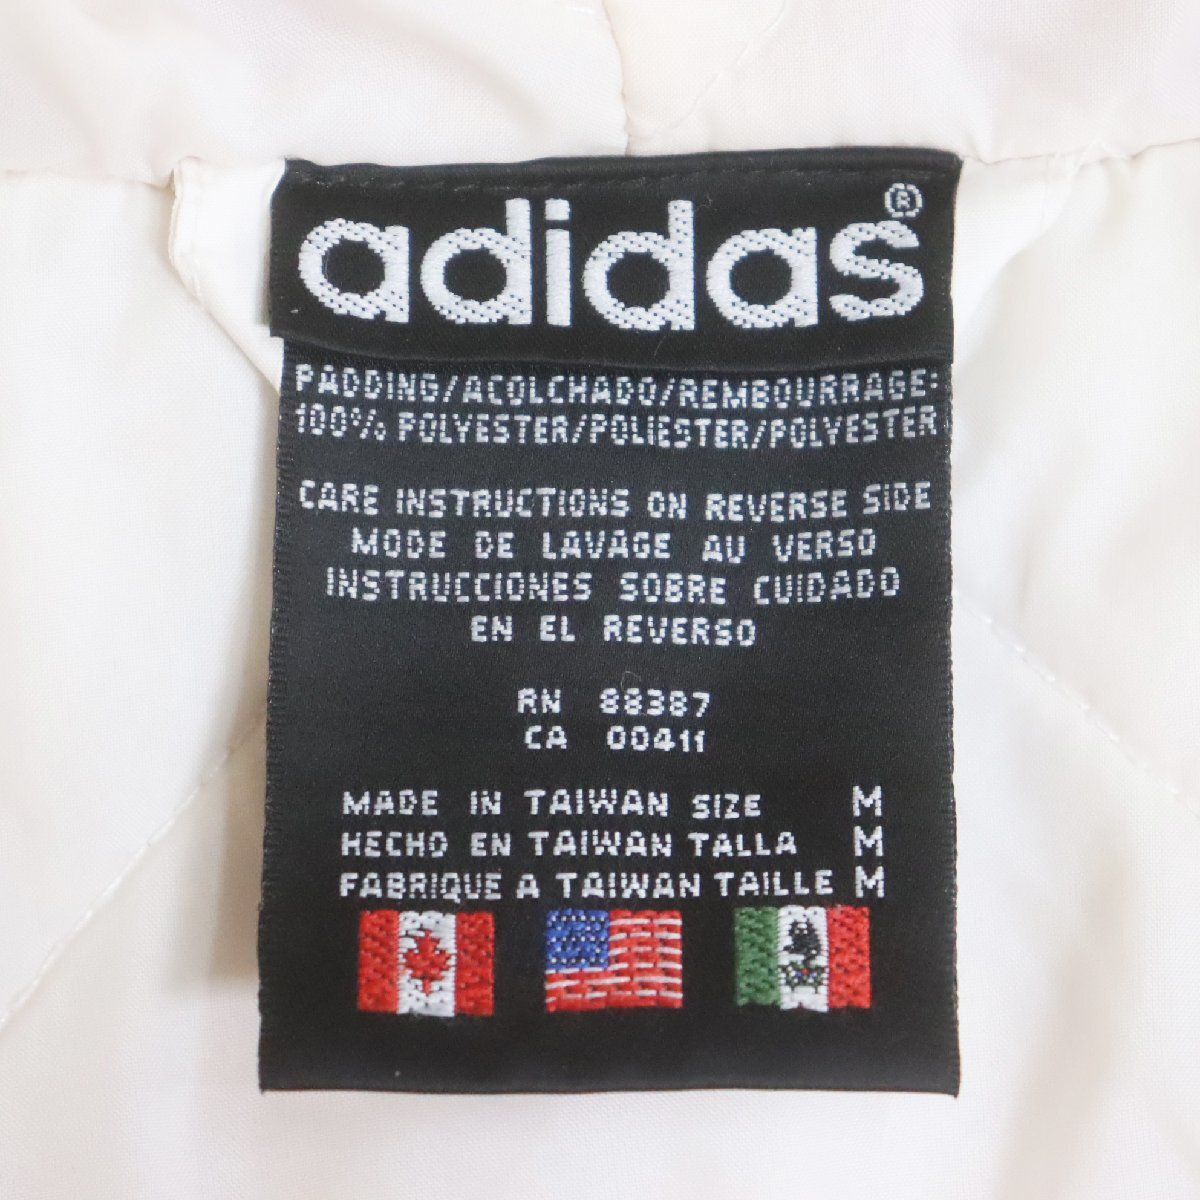 adidas®
PADDING/ACOLCHADO/REMBOURRAGE:
100% POLYESTER/POLIESTER/POLYESTER
CARE INSTRUCTIONS ON REVERSE SIDE
MODE DE LAVAGE AU VERSO
INSTRUCCIONES SOBRE CUIDADO
EN EL REVERSO
RN 88387
CA 00411
MADE IN TAIWAN SIZE M
HECHO EN TAIWAN TALLA M
FABRIQUE A TAIWAN TAILLE M